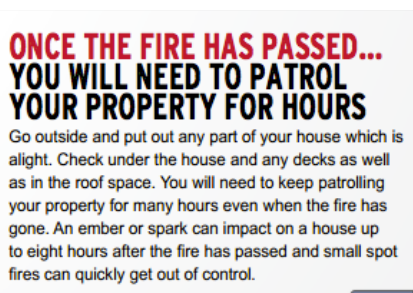 ONCE THE FIRE HAS PASSED...
YOU WILL NEED TO PATROL
YOUR PROPERTY FOR HOURS
Go outside and put out any part of your house which is
alight. Check under the house and any decks as well
as in the roof space. You will need to keep patrolling
your property for many hours even when the fire has
gone. An ember or spark can impact on a house up
to eight hours after the fire has passed and small spot
fires can quickly get out of control.